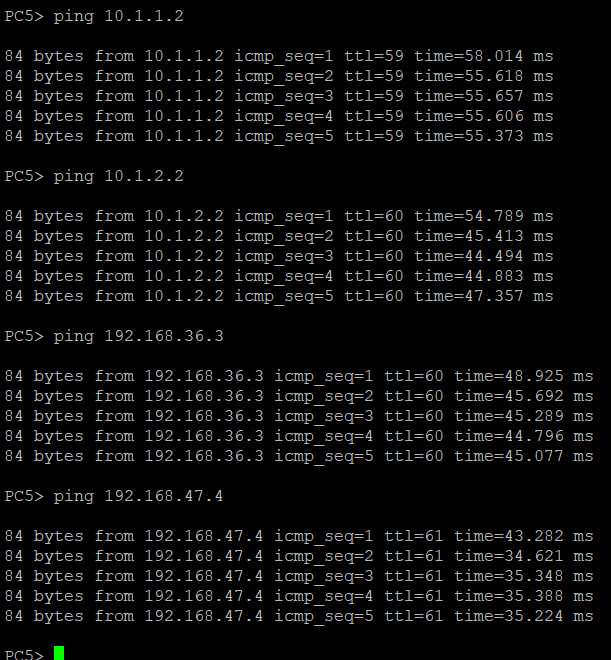 PC5> ping 10.1.1.2
84 bytes from 10.1.1.2 icmp_seq=1 ttl=59 time=58.014 ms
84 bytes from 10.1.1.2 icmp_seq=2 ttl=59 time=55.618 ms
84 bytes from 10.1.1.2 icmp_seq=3 ttl=59 time=55.657 ms
84 bytes from 10.1.1.2 icmp_seq=4 ttl=59 time=55.606 ms
84 bytes from 10.1.1.2 icmp_seq=5 ttl=59 time=55.373 ms
PC5> ping 10.1.2.2
84 bytes from 10.1.2.2 icmp_seq=1 ttl=60 time=54.789 ms
84 bytes from 10.1.2.2 icmp_seq=2 ttl=60 time=45.413 ms
84 bytes from 10.1.2.2 icmp_seq=3 ttl=60 time=44.494 ms
84 bytes from 10.1.2.2 icmp_seq=4 ttl=60 time=44.883 ms
84 bytes from 10.1.2.2 icmp_seq=5 ttl=60 time=47.357 ms
PC5> ping 192.168.36.3
84 bytes from 192.168.36.3 icmp_seq=1 ttl=60 time=48.925 ms
84 bytes from 192.168.36.3 icmp_seq=2 ttl=60 time=45.692 ms
84 bytes from 192.168.36.3 icmp_seq=3 ttl=60 time=45.289 ms
84 bytes from 192.168.36.3 icmp_seq=4 ttl=60 time=44.796 ms
84 bytes from 192.168.36.3 icmp_seq=5 ttl=60 time=45.077 ms
PC5> ping 192.168.47.4
84 bytes from 192.168.47.4 icmp_seq=1 ttl=61 time=43.282 ms
84 bytes from 192.168.47.4 icmp_seq=2 ttl=61 time=34.621 ms
84 bytes from 192.168.47.4 icmp_seq=3 ttl=61 time=35.348 ms
84 bytes from 192.168.47.4 icmp_seq=4 ttl=61 time=35.388 ms
84 bytes from 192.168.47.4 icmp_seq=5 ttl=61 time=35.224 ms
PC5>